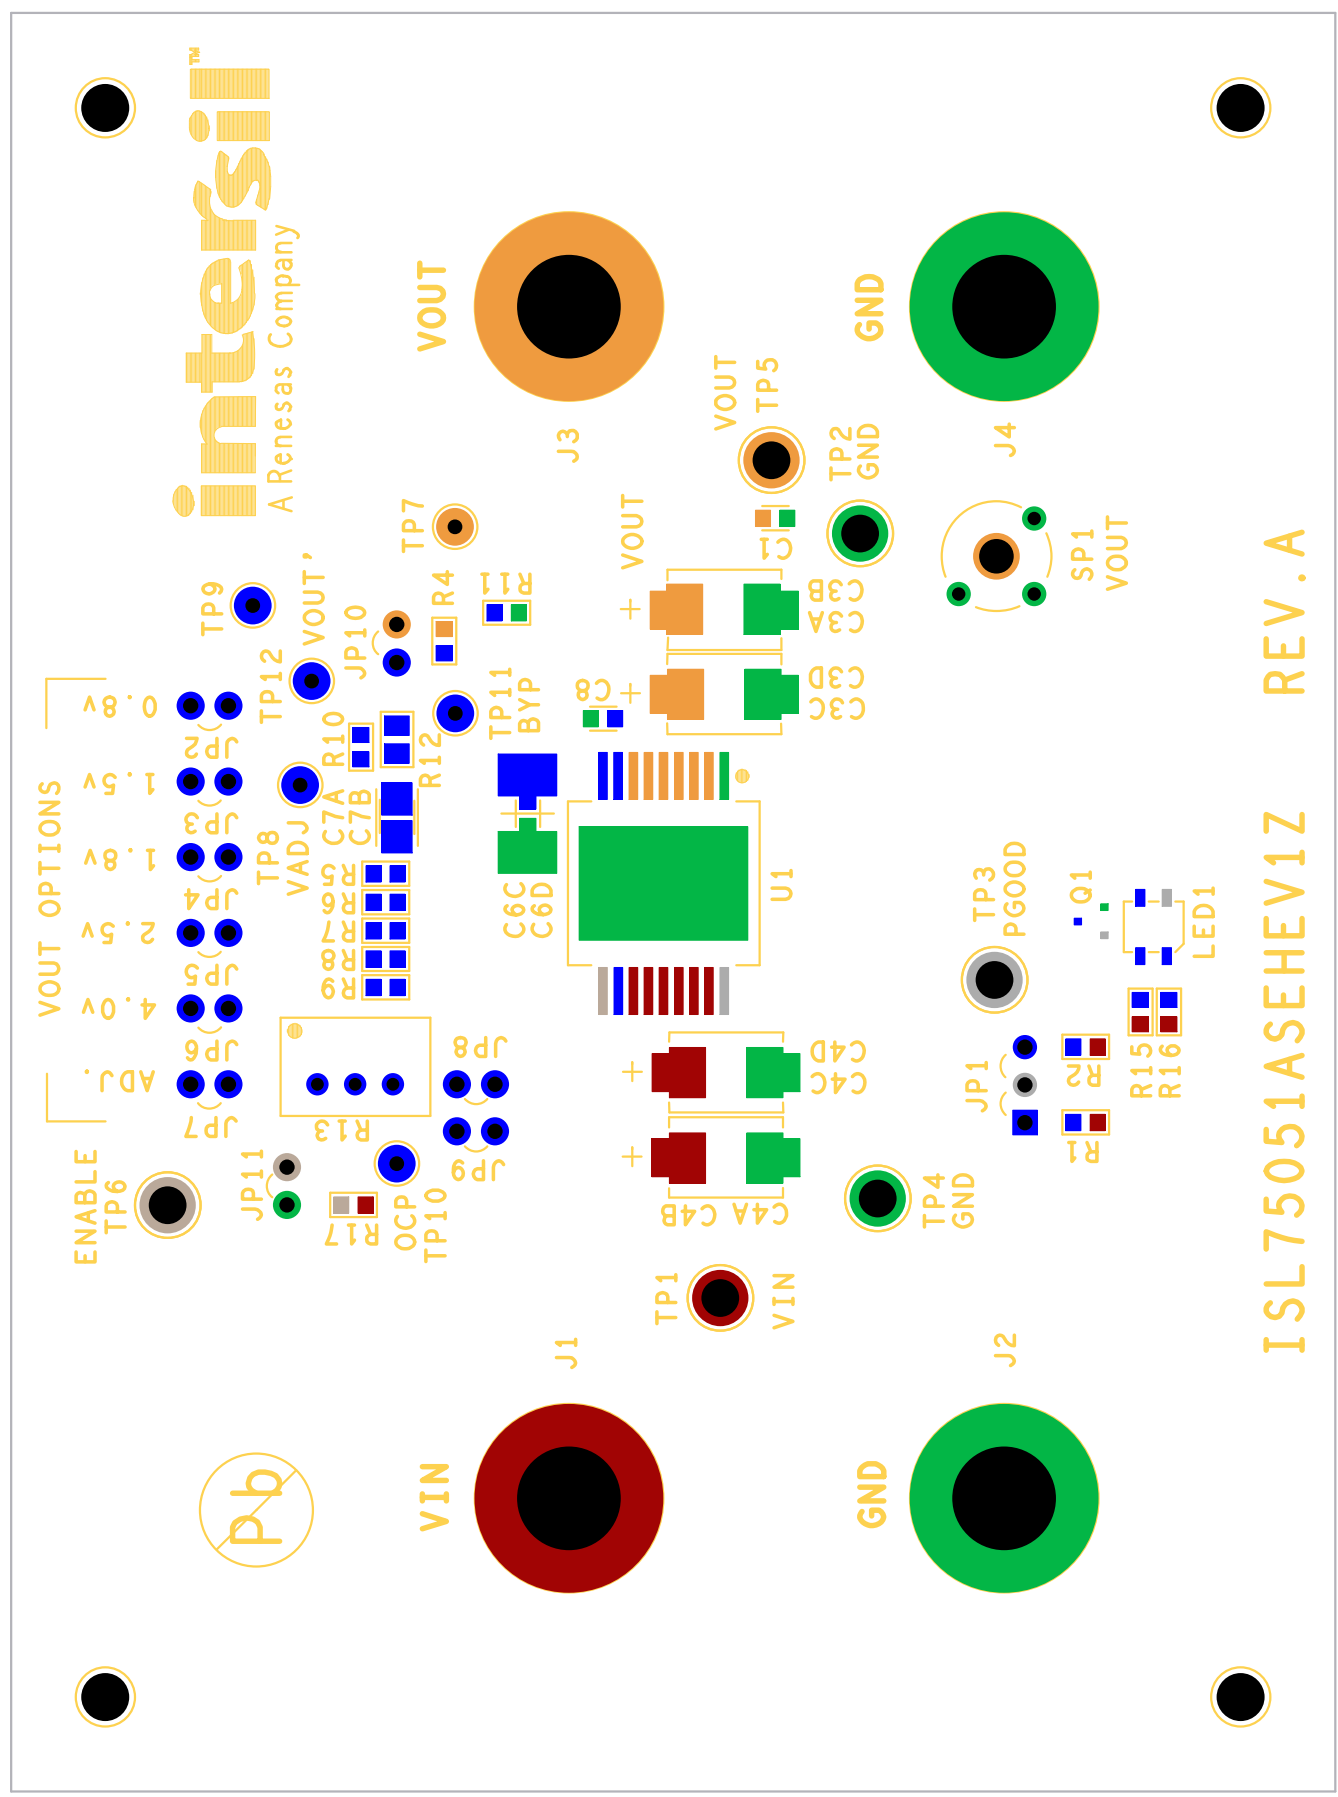 intersil™
A Renesas Company
VOUT
GND
J3
J4
VOUT
TP5
TP2
GND
TP7
VOUT
C1
SP1
VOUT
REV.A
TP9
VOUT'
JP10
R4
R11
C3B
C3A
TP12
TP11
BYP
C8
C3D
C3C
0.8v
JP2
R10
R12
VOUT OPTIONS
1.5v
JP3
TP8
VADJ
C7A
C7B
1.8v
JP4
R5
R6
R7
R8
R9
C6C
C6D
U1
2.5v
JP5
4.0v
JP6
ADJ.
JP7
TP3
PGOOD
Q1
LED1
ISL75051ASEHEV1Z
R13
JP8
JP9
C4D
C4C
JP1
R2
R1
R15
R16
ENABLE
TP6
JP11
R17
OCP
TP10
C4B
C4A
TP4
GND
TP1
VIN
J1
J2
Pb
VIN
GND